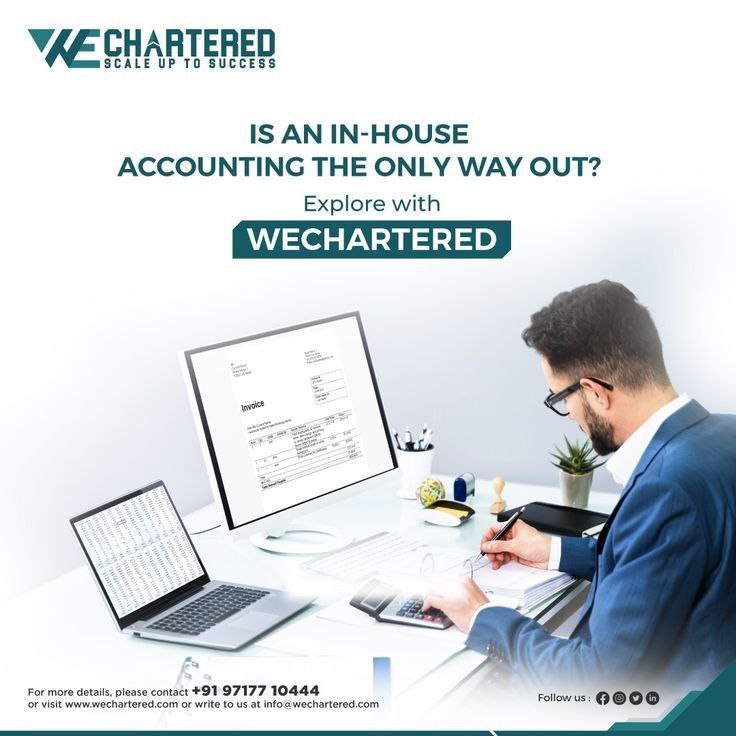 WECHARTERED
SCALE UP TO SUCCESS
IS AN IN-HOUSE
ACCOUNTING THE ONLY WAY OUT?
Explore with
WECHARTERED
Invoice
For more details, please contact +91 97177 10444
or visit www.wechartered.com or write to us at info@wechartered.com
Follow us :